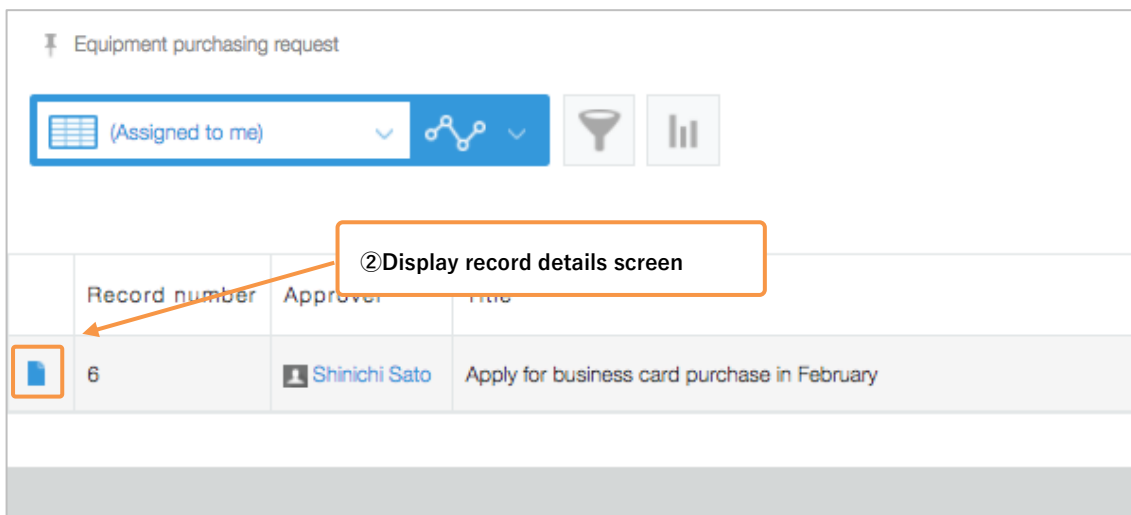 Equipment purchasing request
(Assigned to me)
②Display record details screen
Record number Approver Title
6 Shinichi Sato Apply for business card purchase in February